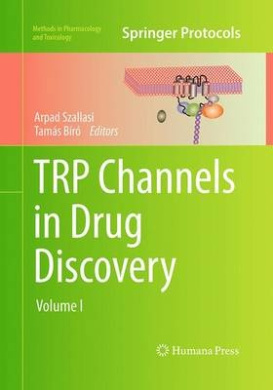 Methods in Pharmacology
and Toxicology
Springer Protocols
Arpad Szallasi
Tamás Bíró Editors
TRP Channels
in Drug
Discovery
Volume I
Humana Press